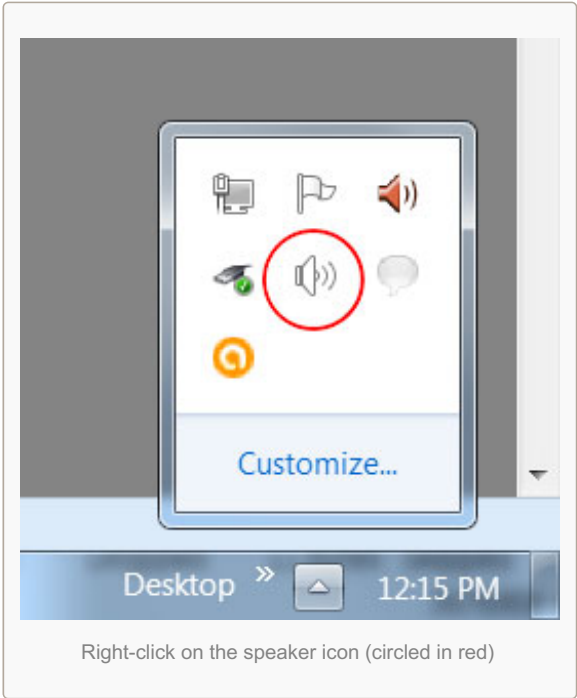 Customize...
Desktop » 12:15 PM
Right-click on the speaker icon (circled in red)